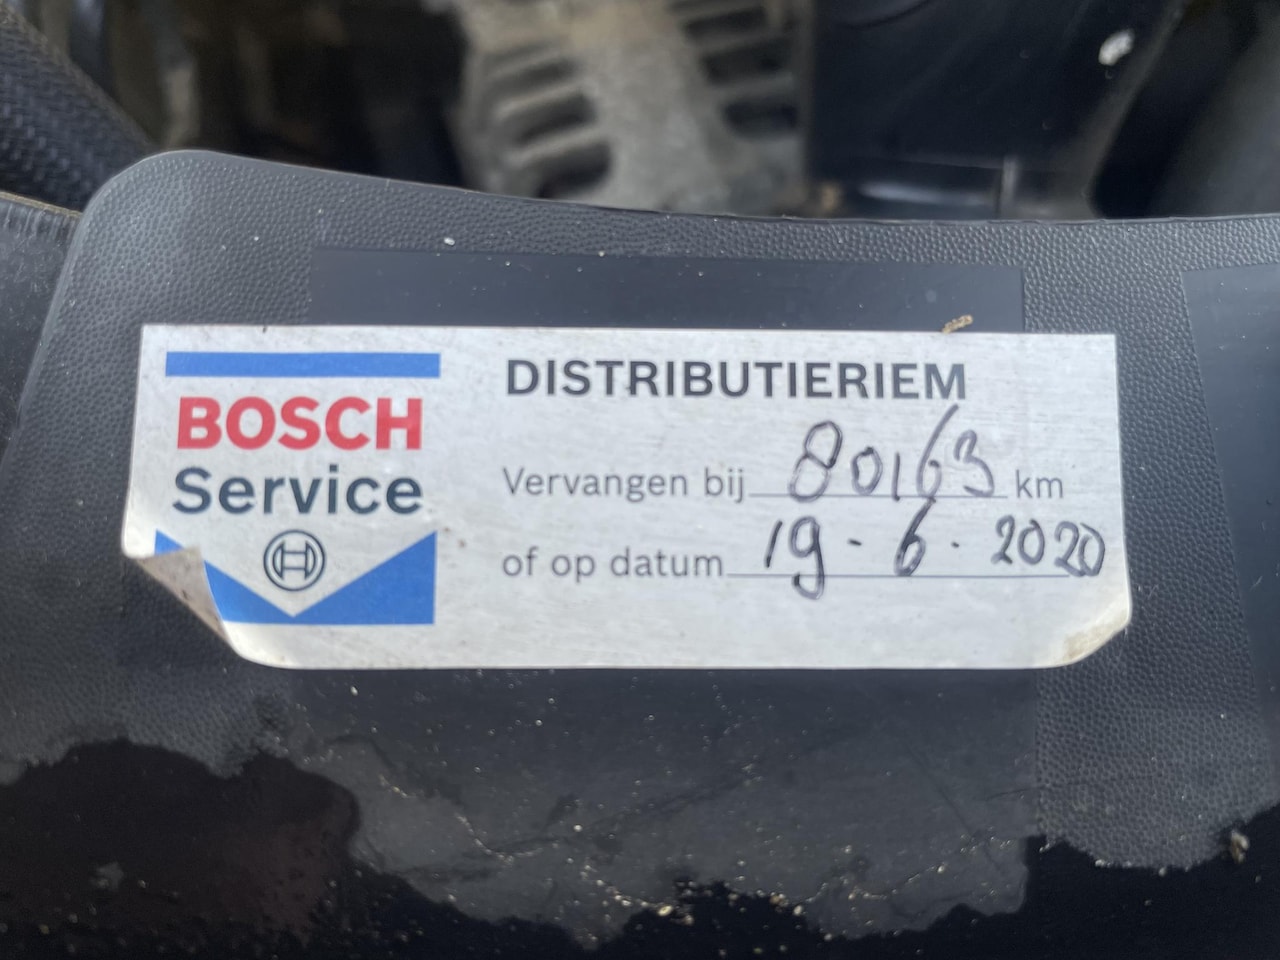 BOSCH
Service
DISTRIBUTIERIEM
Vervangen bij 80163 km
of op datum 19-6-2020